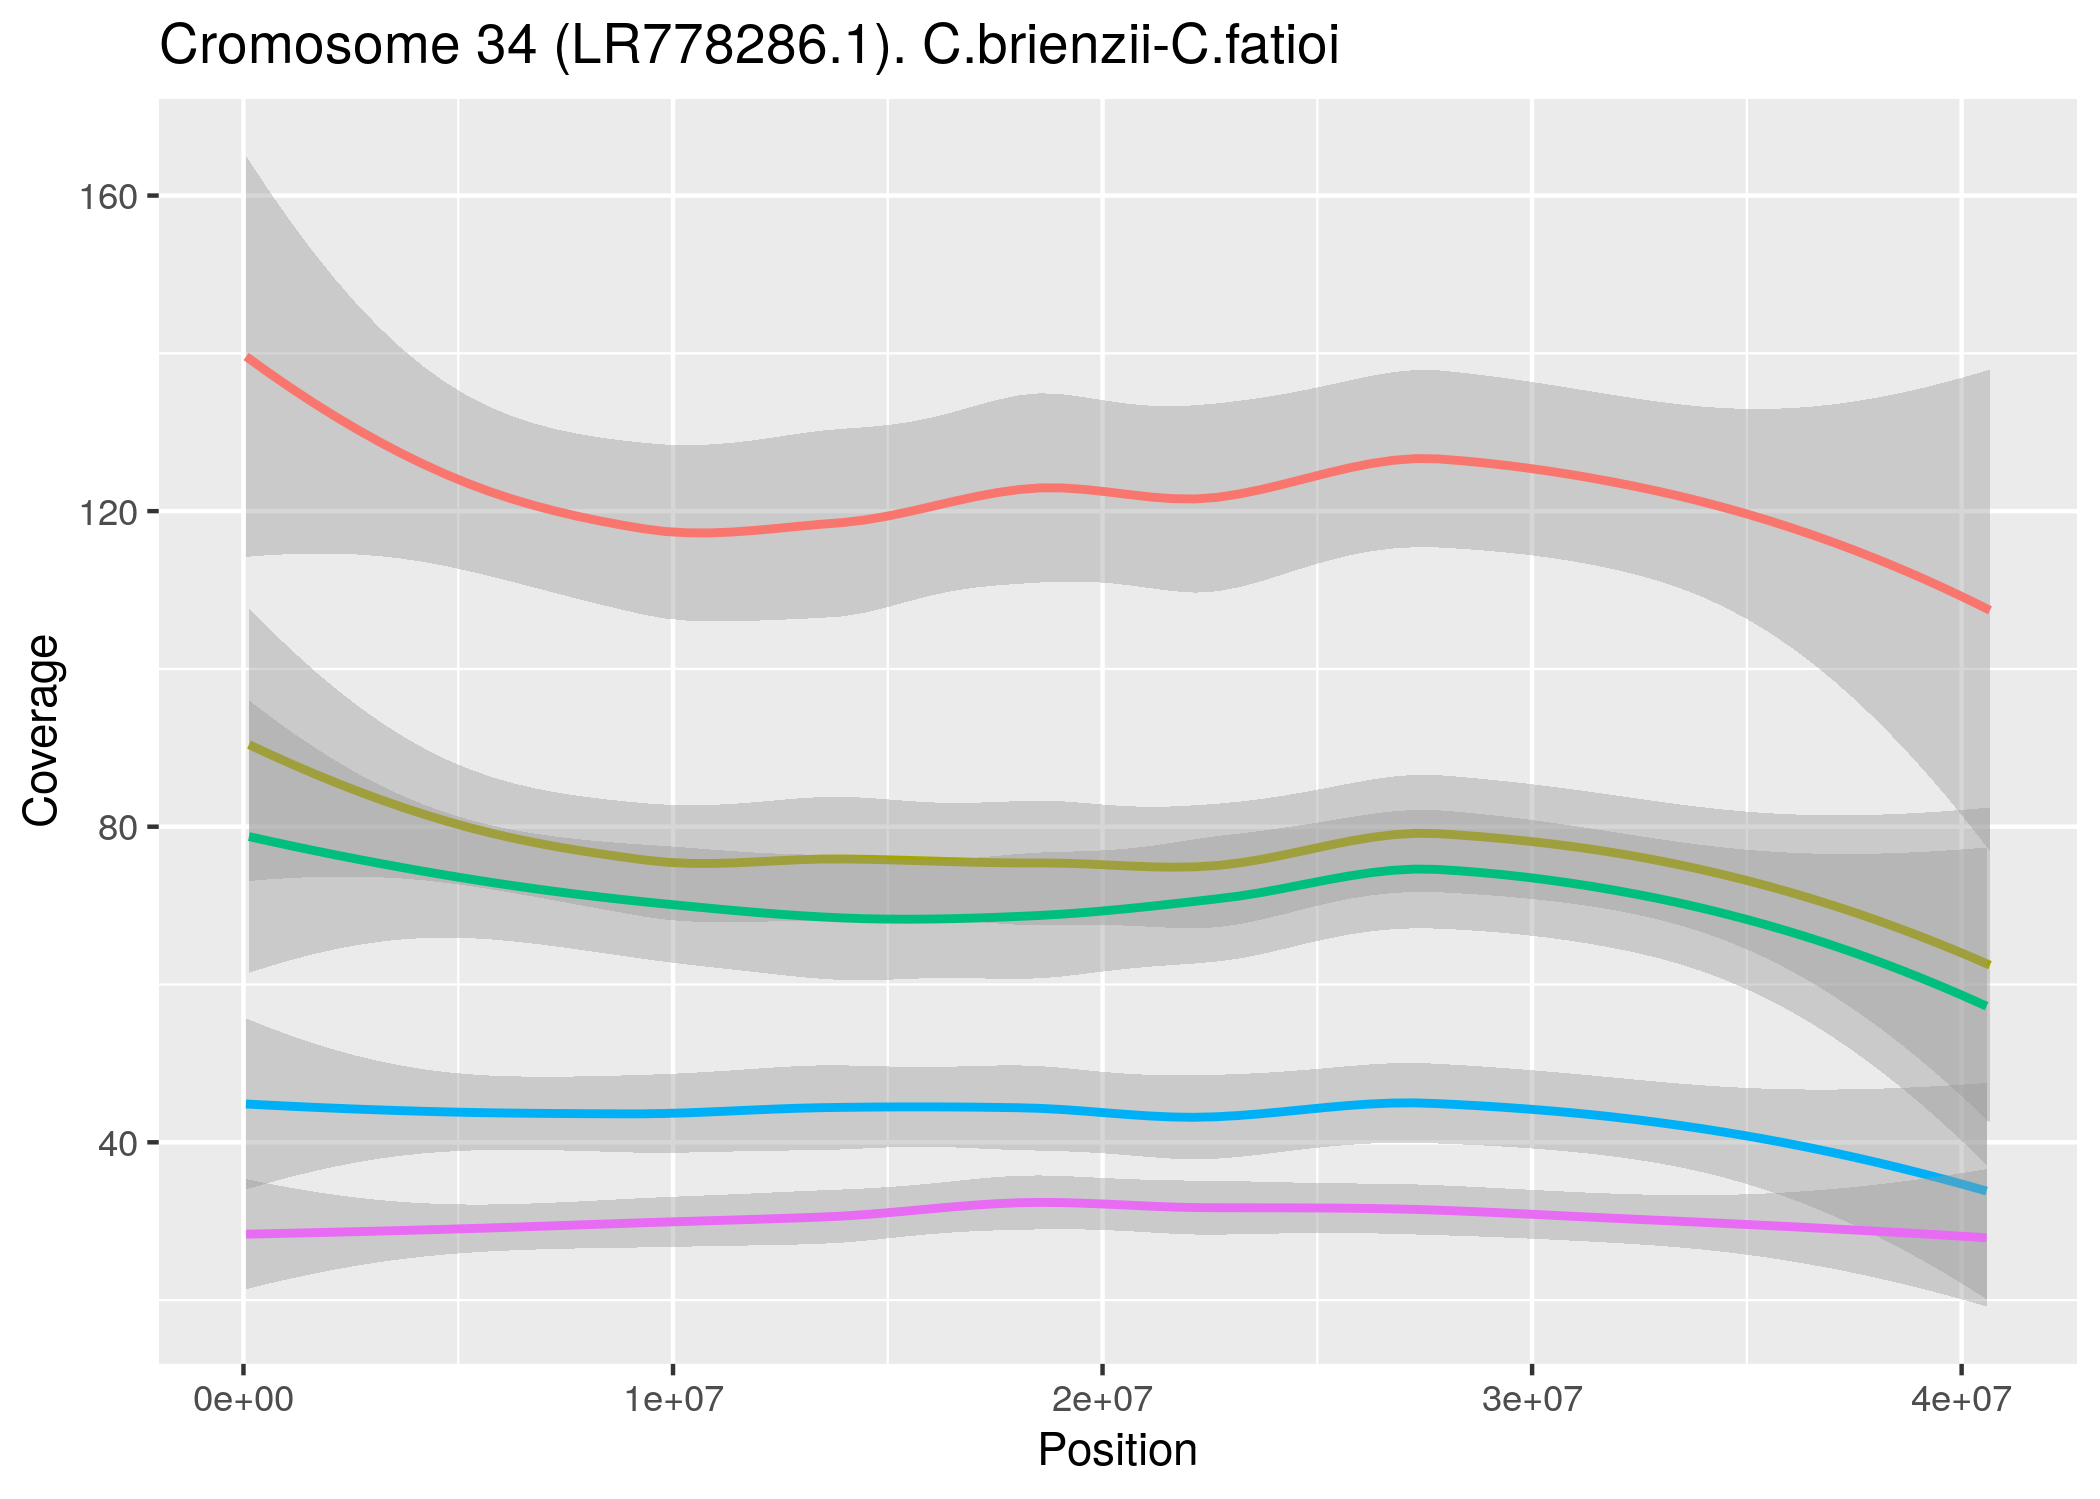 Cromosome 34 (LR778286.1). C.brienzii-C.fatioi
160
120
80
40
Coverage
0e+00 1e+07 2e+07 3e+07 4e+07
Position